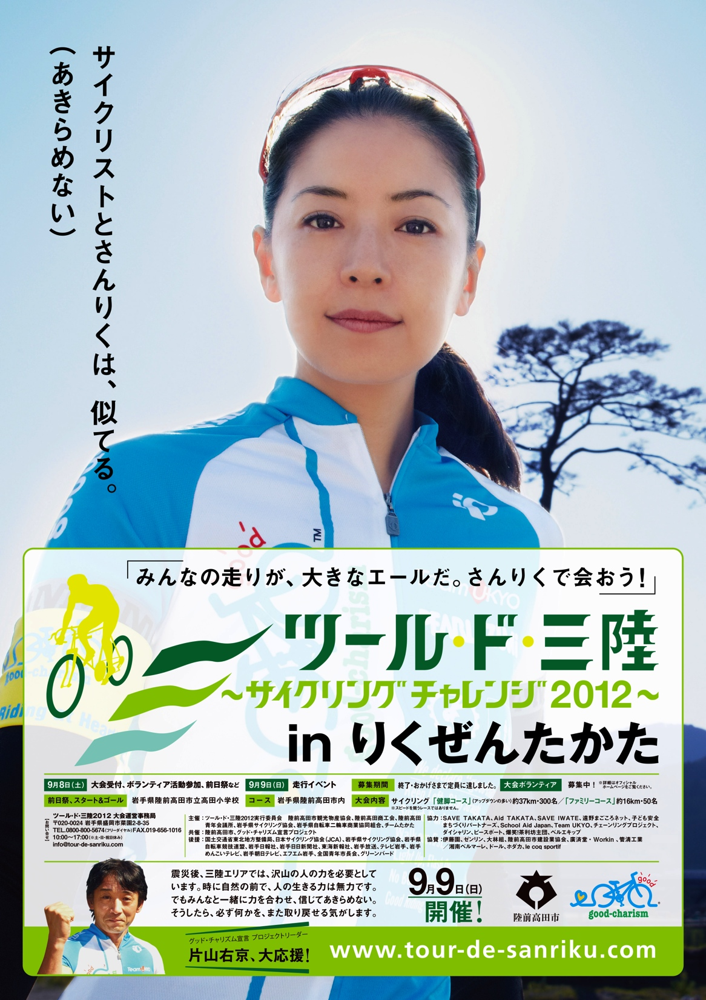 サイクリストとさんりくは、似てる。
(あきらめない)
good
TM
「みんなの走りが、大きなエールだ。さんりくで会おう!」
ツール・ド・三陸
～サイクリングチャレンジ2012～
in りくぜんたかた
9月8日(土) 大会受付、ボランティア活動参加、前日祭など 9月9日(日) 走行イベント 募集期間 終了・おかげさまで定員に達しました。 大会ボランティア 募集中! ※詳細はオフィシャルホームページをご覧ください。
前日祭、スタート&ゴール 岩手県陸前高田市立高田小学校 コース 岩手県陸前高田市内 大会内容 サイクリング「健脚コース」(アップダウンの多い)約37km・300名/「ファミリーコース」約16km・50名
※スピードを競うレースではありません。
【お問い合せ】
ツール・ド・三陸2012 大会運営事務局
〒020-0024 岩手県盛岡市菜園2-8-35
TEL.0800-800-5674(フリーダイヤル)FAX.019-656-1016
10:00〜17:00(※土・日・祝日休み)
info@tour-de-sanriku.com
主催:ツール・ド・三陸2012実行委員会 陸前高田市観光物産協会、陸前高田商工会、陸前高田
青年会議所、岩手県サイクリング協会、岩手県自転車二輪車商業協同組合、チームたかた
共催:陸前高田市、グッド・チャリズム宣言プロジェクト
後援:国土交通省東北地方整備局、日本サイクリング協会(JCA)、岩手県サイクリング協会、岩手県
自転車競技連盟、岩手日報社、岩手日日新聞社、東海新報社、岩手放送、テレビ岩手、岩手
めんこいテレビ、岩手朝日テレビ、エフエム岩手、全国青年市長会、グリーンバード
協力:SAVE TAKATA、Aid TAKATA、SAVE IWATE、遠野まごころネット、子ども安全
まちづくりパートナーズ、School Aid Japan、Team UKYO、チェーンリングプロジェクト、
ダイシャリン、ピースボート、爆笑!茶利坊主団、ベルエキップ
協賛:伊藤園、ゼンリン、大林組、陸前高田市建設業協会、廣済堂・Workin 、管清工業
/湘南ベルマーレ、ドール、ホダカ、le coq sportif
震災後、三陸エリアでは、沢山の人の力を必要として
います。時に自然の前で、人の生きる力は無力です。
でもみんなと一緒に力を合わせ、信じてあきらめない。
そうしたら、必ず何かを、また取り戻せる気がします。
9月9日(日)
開催!
陸前高田市
good
good-charism
Team UKYO
グッド・チャリズム宣言 プロジェクトリーダー
片山右京、大応援!
www.tour-de-sanriku.com